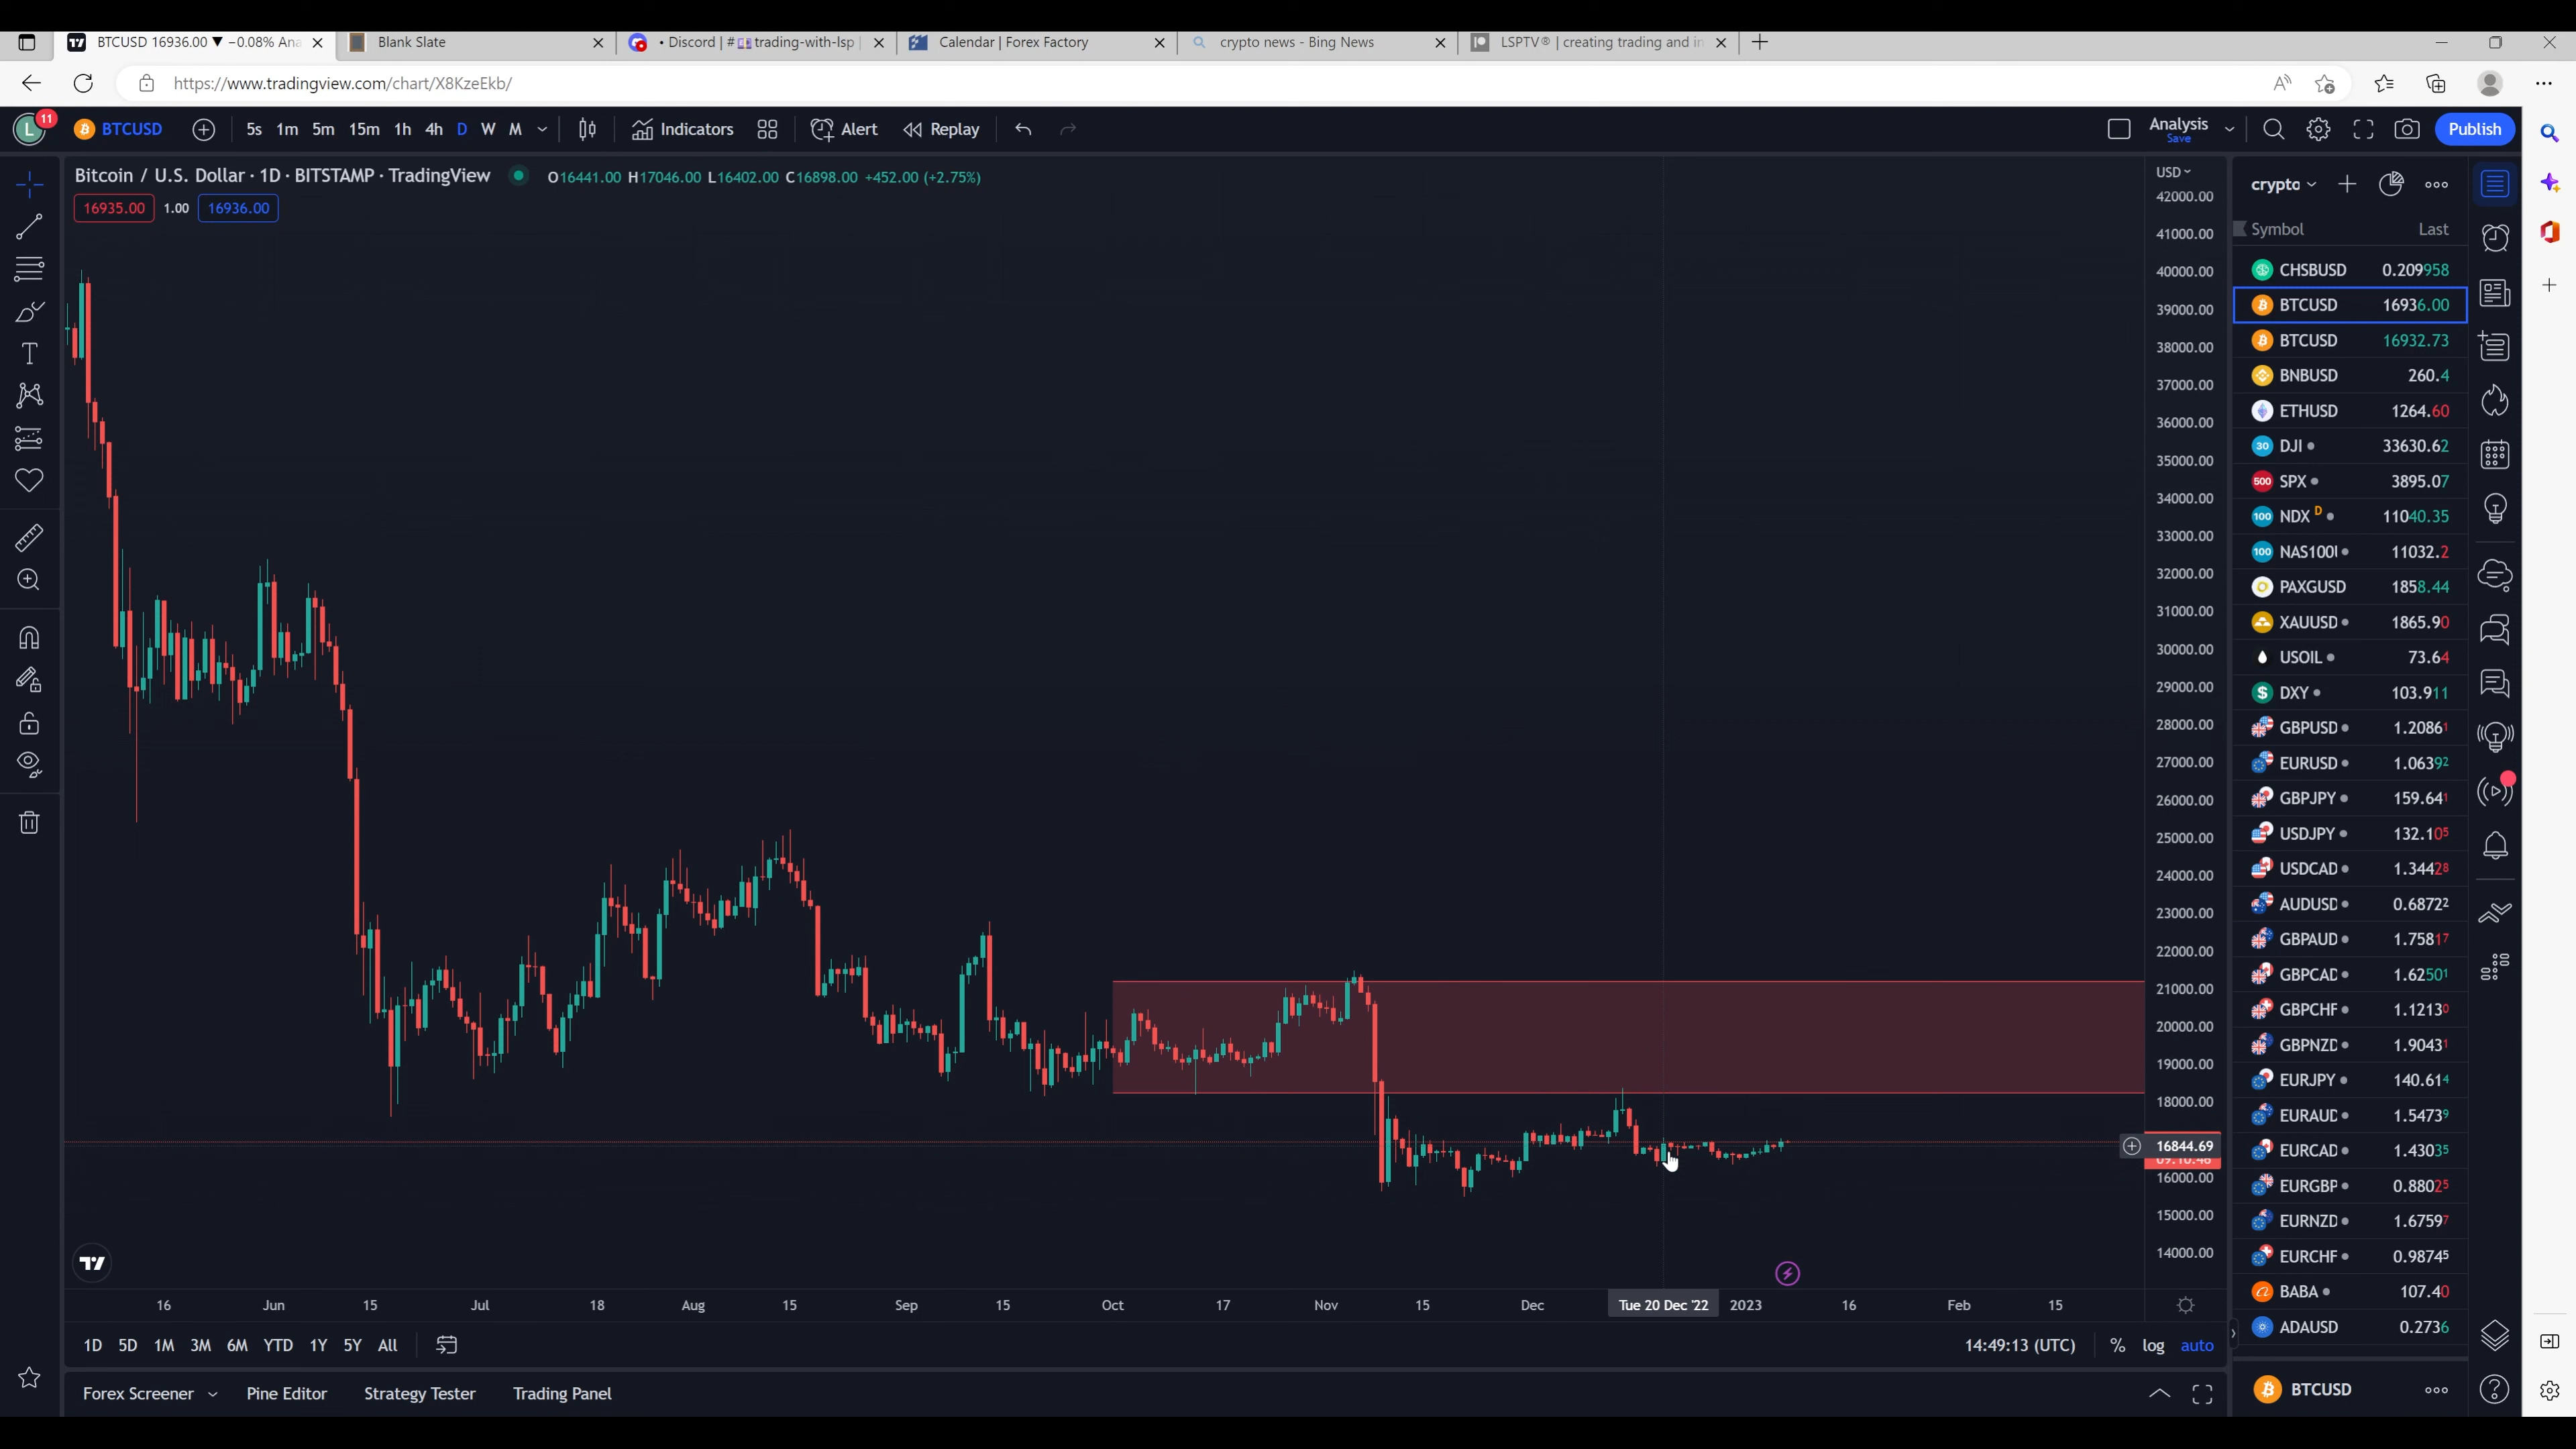 BTCUSD 16936.00 ▼ −0.08% Ana
Blank Slate
• Discord | # trading-with-lsp |
Calendar | Forex Factory
crypto news - Bing News
LSPTV® | creating trading and in
https://www.tradingview.com/chart/X8KzeEkb/
L 11 BTCUSD 5s 1m 5m 15m 1h 4h D W M Indicators Alert Replay Analysis Publish
Save
Bitcoin / U.S. Dollar · 1D · BITSTAMP · TradingView O16441.00 H17046.00 L16402.00 C16898.00 +452.00 (+2.75%)
16935.00 1.00 16936.00
USD
42000.00
41000.00
40000.00
39000.00
38000.00
37000.00
36000.00
35000.00
34000.00
33000.00
32000.00
31000.00
30000.00
29000.00
28000.00
27000.00
26000.00
25000.00
24000.00
23000.00
22000.00
21000.00
20000.00
19000.00
18000.00
16844.69
09:10:46
16000.00
15000.00
14000.00
16 Jun 15 Jul 18 Aug 15 Sep 15 Oct 17 Nov 15 Dec Tue 20 Dec '22 2023 16 Feb 15
1D 5D 1M 3M 6M YTD 1Y 5Y All 14:49:13 (UTC) % log auto
Forex Screener Pine Editor Strategy Tester Trading Panel
crypto
Symbol Last
CHSBUSD 0.209958
BTCUSD 16936.00
BTCUSD 16932.73
BNBUSD 260.4
ETHUSD 1264.60
30 DJI 33630.62
500 SPX 3895.07
100 NDX D 11040.35
100 NAS100U 11032.2
PAXGUSD 1858.44
XAUUSD 1865.90
USOIL 73.64
DXY 103.911
GBPUSD 1.20861
EURUSD 1.06392
GBPJPY 159.641
USDJPY 132.105
USDCAD 1.34428
AUDUSD 0.68722
GBPAUD 1.75817
GBPCAD 1.62501
GBPCHF 1.12130
GBPNZD 1.90431
EURJPY 140.614
EURAUD 1.54739
EURCAD 1.43035
EURGBP 0.88025
EURNZD 1.67597
EURCHF 0.98745
BABA 107.40
ADAUSD 0.2736
BTCUSD